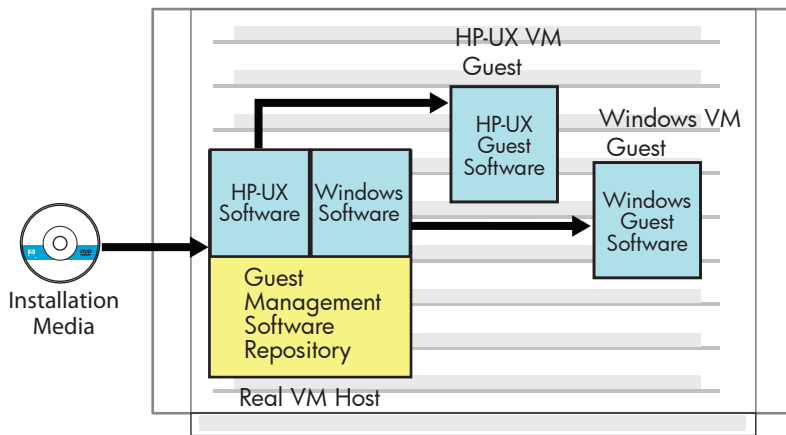 HP-UX VM
Guest
HP-UX
Guest
Software
Windows VM
Guest
Windows
Guest
Software
HP-UX
Software
Windows
Software
Guest
Management
Software
Repository
Real VM Host
Installation
Media